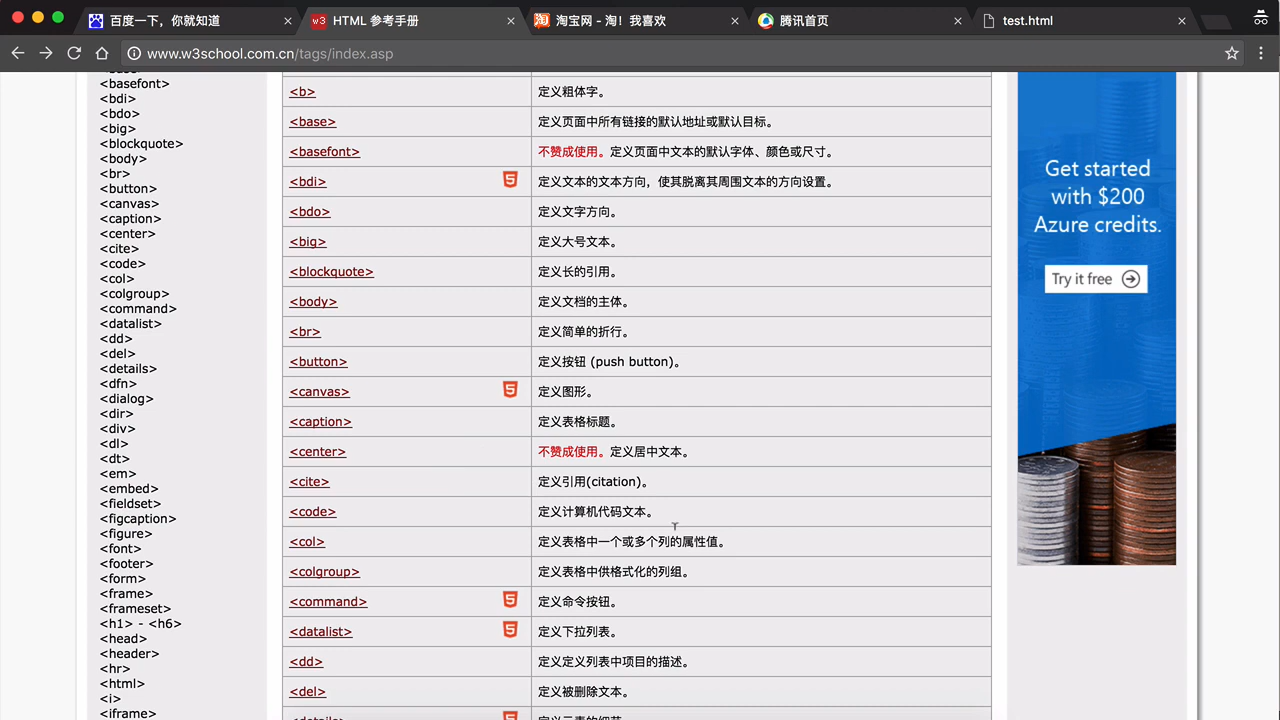 百度一下，你就知道
w3 HTML 参考手册
淘 淘宝网 - 淘！我喜欢
腾讯首页
test.html
www.w3school.com.cn/tags/index.asp
<basefont>
<bdi>
<bdo>
<big>
<blockquote>
<body>
<br>
<button>
<canvas>
<caption>
<center>
<cite>
<code>
<col>
<colgroup>
<command>
<datalist>
<dd>
<del>
<details>
<dfn>
<dialog>
<dir>
<div>
<dl>
<dt>
<em>
<embed>
<fieldset>
<figcaption>
<figure>
<font>
<footer>
<form>
<frame>
<frameset>
<h1> - <h6>
<head>
<header>
<hr>
<html>
<i>
<iframe>
<b> 定义粗体字。
<base> 定义页面中所有链接的默认地址或默认目标。
<basefont> 不赞成使用。定义页面中文本的默认字体、颜色或尺寸。
<bdi> 5 定义文本的文本方向，使其脱离其周围文本的方向设置。
<bdo> 定义文字方向。
<big> 定义大号文本。
<blockquote> 定义长的引用。
<body> 定义文档的主体。
<br> 定义简单的折行。
<button> 定义按钮 (push button)。
<canvas> 5 定义图形。
<caption> 定义表格标题。
<center> 不赞成使用。定义居中文本。
<cite> 定义引用(citation)。
<code> 定义计算机代码文本。
<col> 定义表格中一个或多个列的属性值。
<colgroup> 定义表格中供格式化的列组。
<command> 5 定义命令按钮。
<datalist> 5 定义下拉列表。
<dd> 定义定义列表中项目的描述。
<del> 定义被删除文本。
<details> 5 定义元素的细节。
Get started
with $200
Azure credits.
Try it free